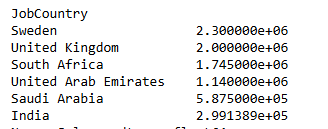 JobCountry
Sweden 2.300000e+06
United Kingdom 2.000000e+06
South Africa 1.745000e+06
United Arab Emirates 1.140000e+06
Saudi Arabia 5.875000e+05
India 2.991389e+05